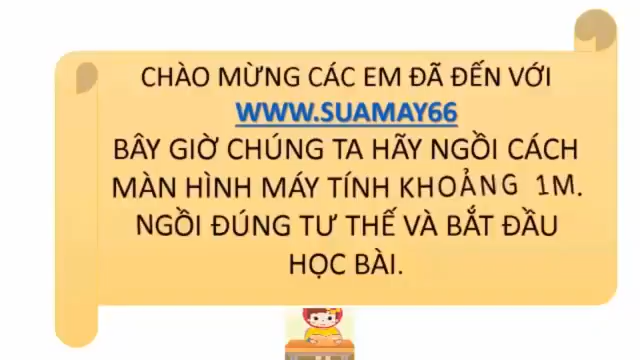 CHÀO MỪNG CÁC EM ĐÃ ĐẾN VỚI
WWW.SUAMAY66
BÂY GIỜ CHÚNG TA HÃY NGỒI CÁCH
MÀN HÌNH MÁY TÍNH KHOẢNG 1M.
NGỒI ĐÚNG TƯ THẾ VÀ BẮT ĐẦU
HỌC BÀI.